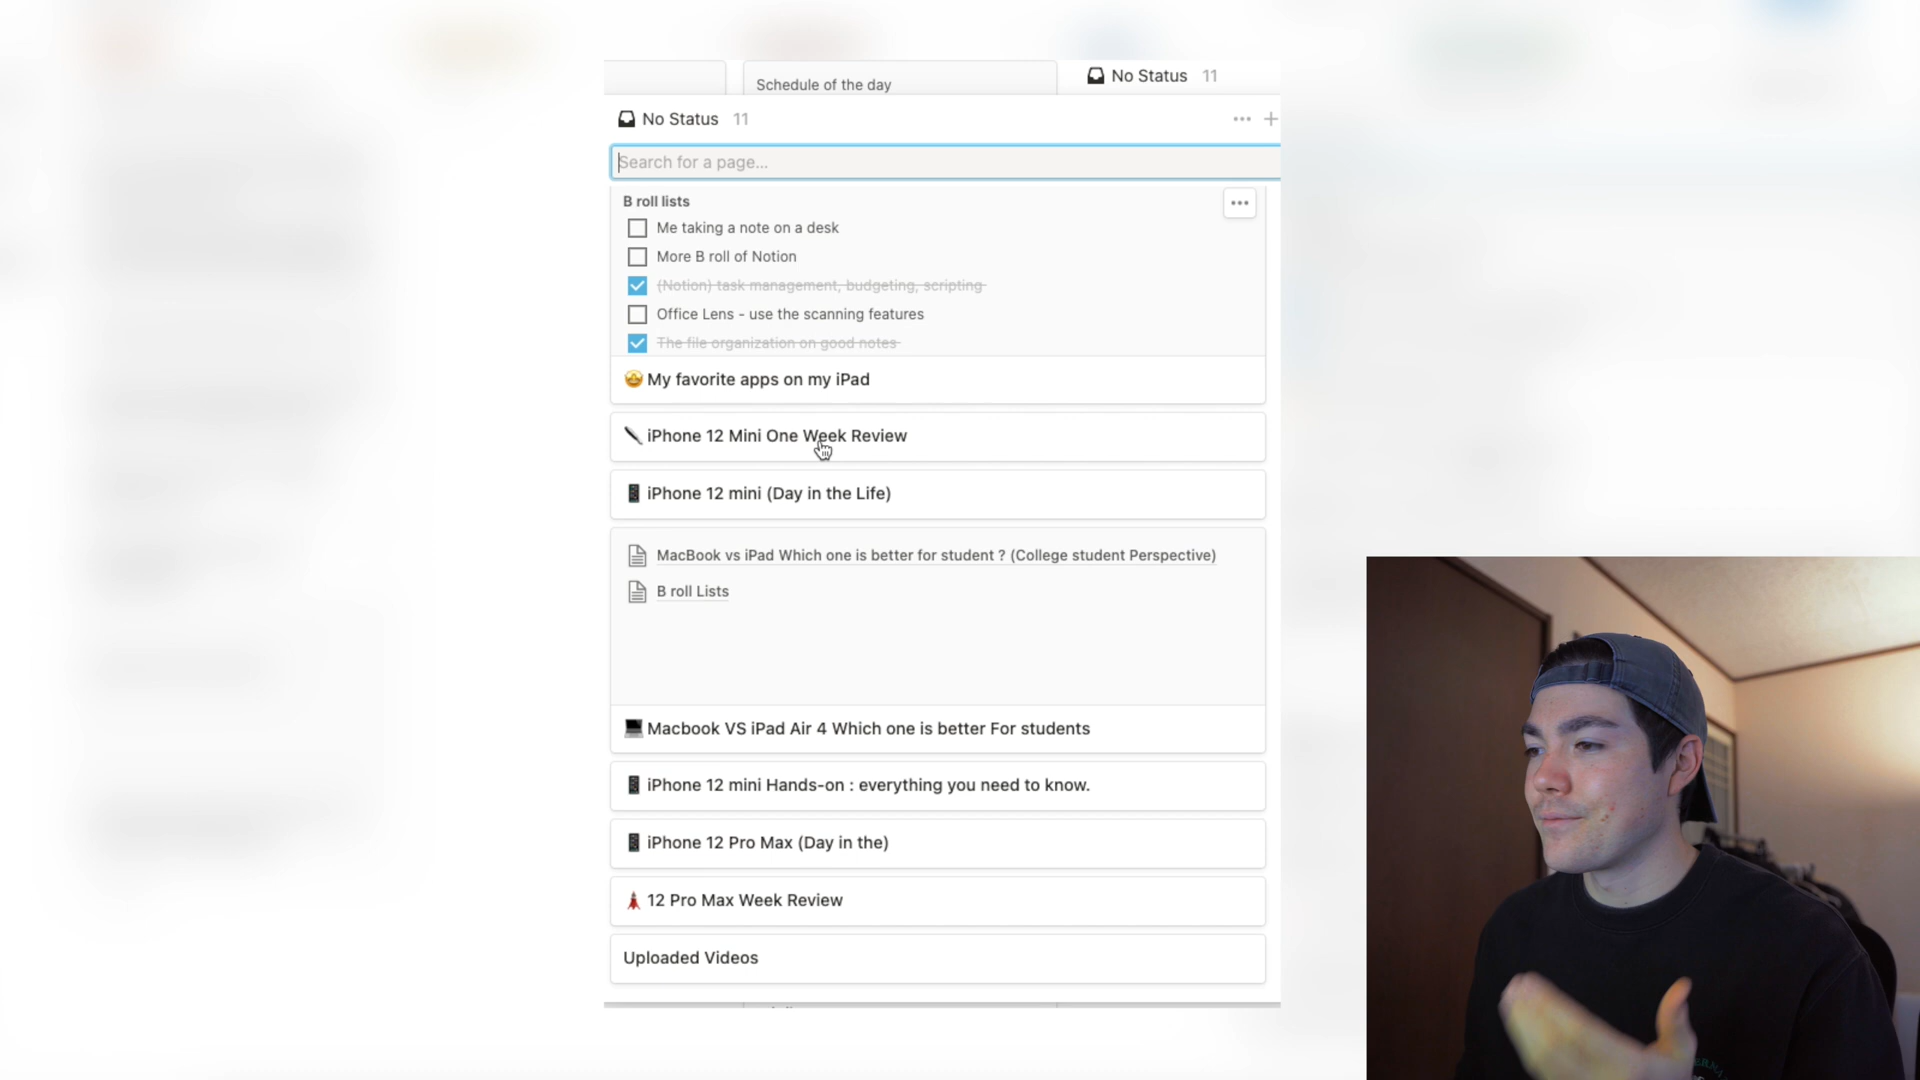 Schedule of the day
No Status 11
No Status 11
Search for a page...
B roll lists
Me taking a note on a desk
More B roll of Notion
(Notion) task management, budgeting, scripting
Office Lens - use the scanning features
The file organization on good notes
My favorite apps on my iPad
iPhone 12 Mini One Week Review
iPhone 12 mini (Day in the Life)
MacBook vs iPad Which one is better for student ? (College student Perspective)
B roll Lists
Macbook VS iPad Air 4 Which one is better For students
iPhone 12 mini Hands-on : everything you need to know.
iPhone 12 Pro Max (Day in the)
12 Pro Max Week Review
Uploaded Videos